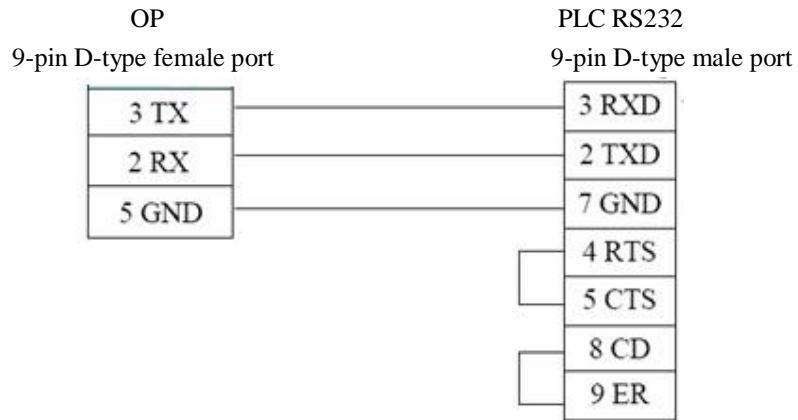 OP
PLC RS232
9-pin D-type female port
9-pin D-type male port
3 TX
3 RXD
2 RX
2 TXD
5 GND
7 GND
4 RTS
5 CTS
8 CD
9 ER